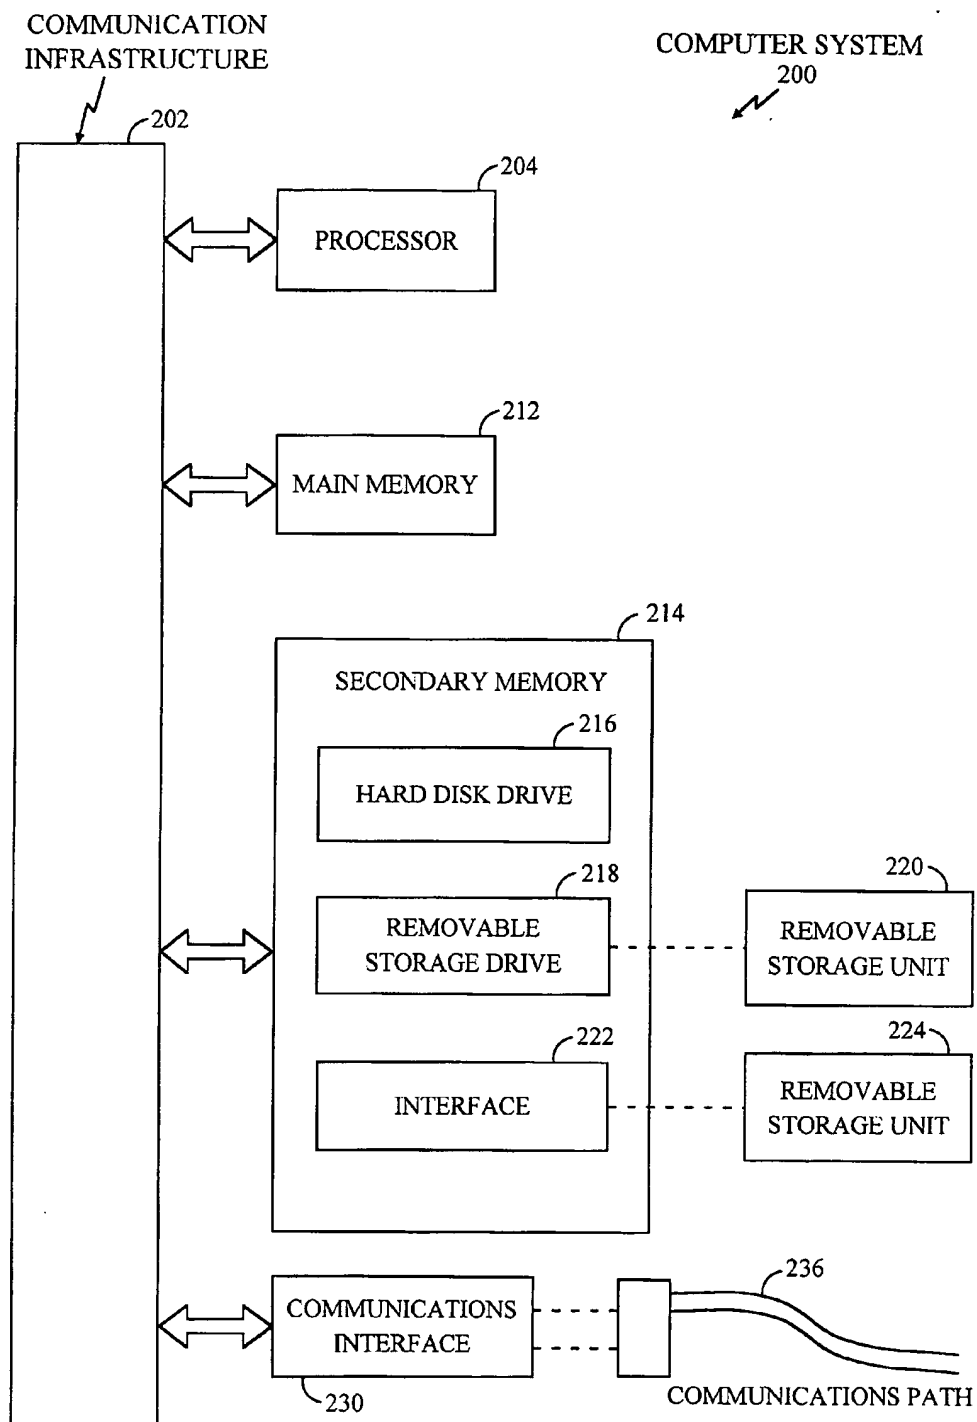 COMMUNICATION
INFRASTRUCTURE
COMPUTER SYSTEM
200
202
204
PROCESSOR
212
MAIN MEMORY
214
SECONDARY MEMORY
216
HARD DISK DRIVE
218
REMOVABLE
STORAGE DRIVE
220
REMOVABLE
STORAGE UNIT
222
INTERFACE
224
REMOVABLE
STORAGE UNIT
236
COMMUNICATIONS
INTERFACE
230
COMMUNICATIONS PATH